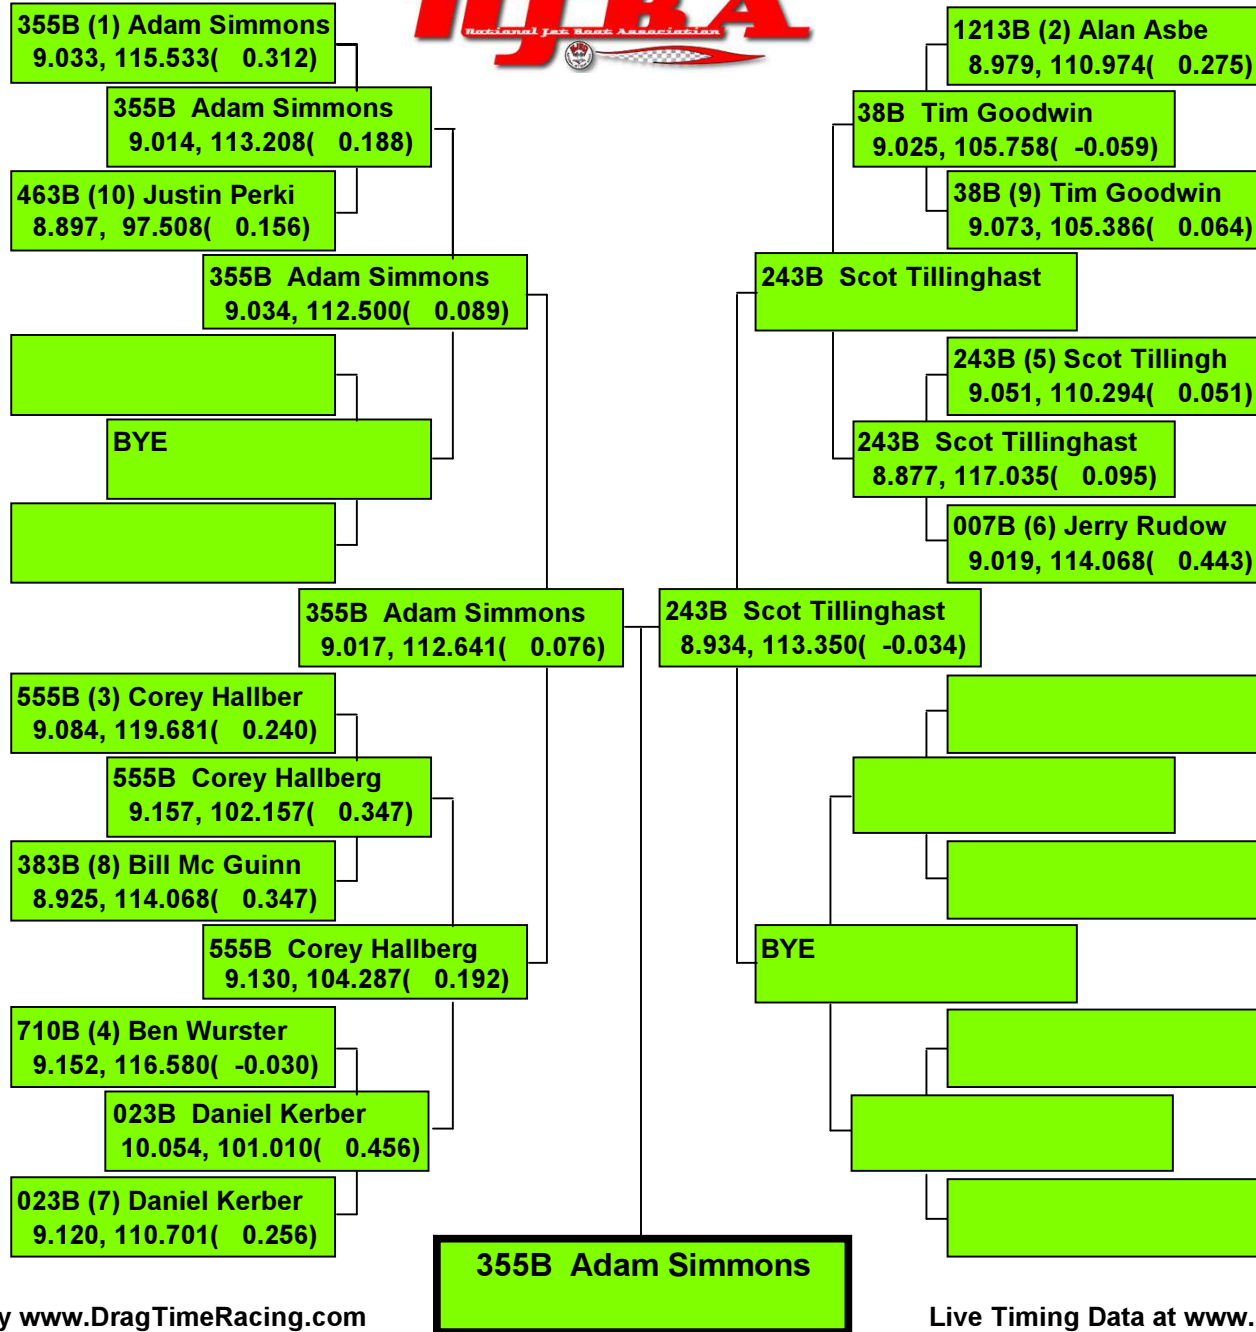 NJBA
National Jet Boat Association
355B (1) Adam Simmons
9.033, 115.533( 0.312)
355B Adam Simmons
9.014, 113.208( 0.188)
463B (10) Justin Perki
8.897, 97.508( 0.156)
355B Adam Simmons
9.034, 112.500( 0.089)
BYE
355B Adam Simmons
9.017, 112.641( 0.076)
555B (3) Corey Hallber
9.084, 119.681( 0.240)
555B Corey Hallberg
9.157, 102.157( 0.347)
383B (8) Bill Mc Guinn
8.925, 114.068( 0.347)
555B Corey Hallberg
9.130, 104.287( 0.192)
710B (4) Ben Wurster
9.152, 116.580( -0.030)
023B Daniel Kerber
10.054, 101.010( 0.456)
023B (7) Daniel Kerber
9.120, 110.701( 0.256)
1213B (2) Alan Asbe
8.979, 110.974( 0.275)
38B Tim Goodwin
9.025, 105.758( -0.059)
38B (9) Tim Goodwin
9.073, 105.386( 0.064)
243B Scot Tillinghast
243B (5) Scot Tillingh
9.051, 110.294( 0.051)
243B Scot Tillinghast
8.877, 117.035( 0.095)
007B (6) Jerry Rudow
9.019, 114.068( 0.443)
243B Scot Tillinghast
8.934, 113.350( -0.034)
BYE
355B Adam Simmons
y www.DragTimeRacing.com
Live Timing Data at www.